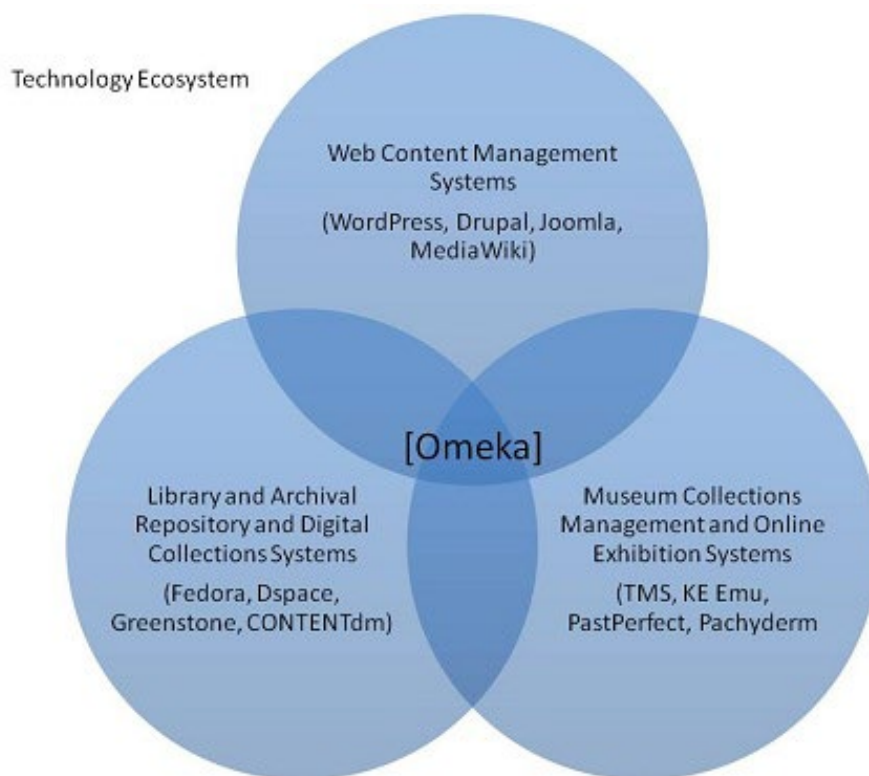 Technology Ecosystem
Web Content Management
Systems
(WordPress, Drupal, Joomla,
MediaWiki)
[Omeka]
Library and Archival
Repository and Digital
Collections Systems
(Fedora, Dspace,
Greenstone, CONTENTdm)
Museum Collections
Management and Online
Exhibition Systems
(TMS, KE Emu,
PastPerfect, Pachyderm